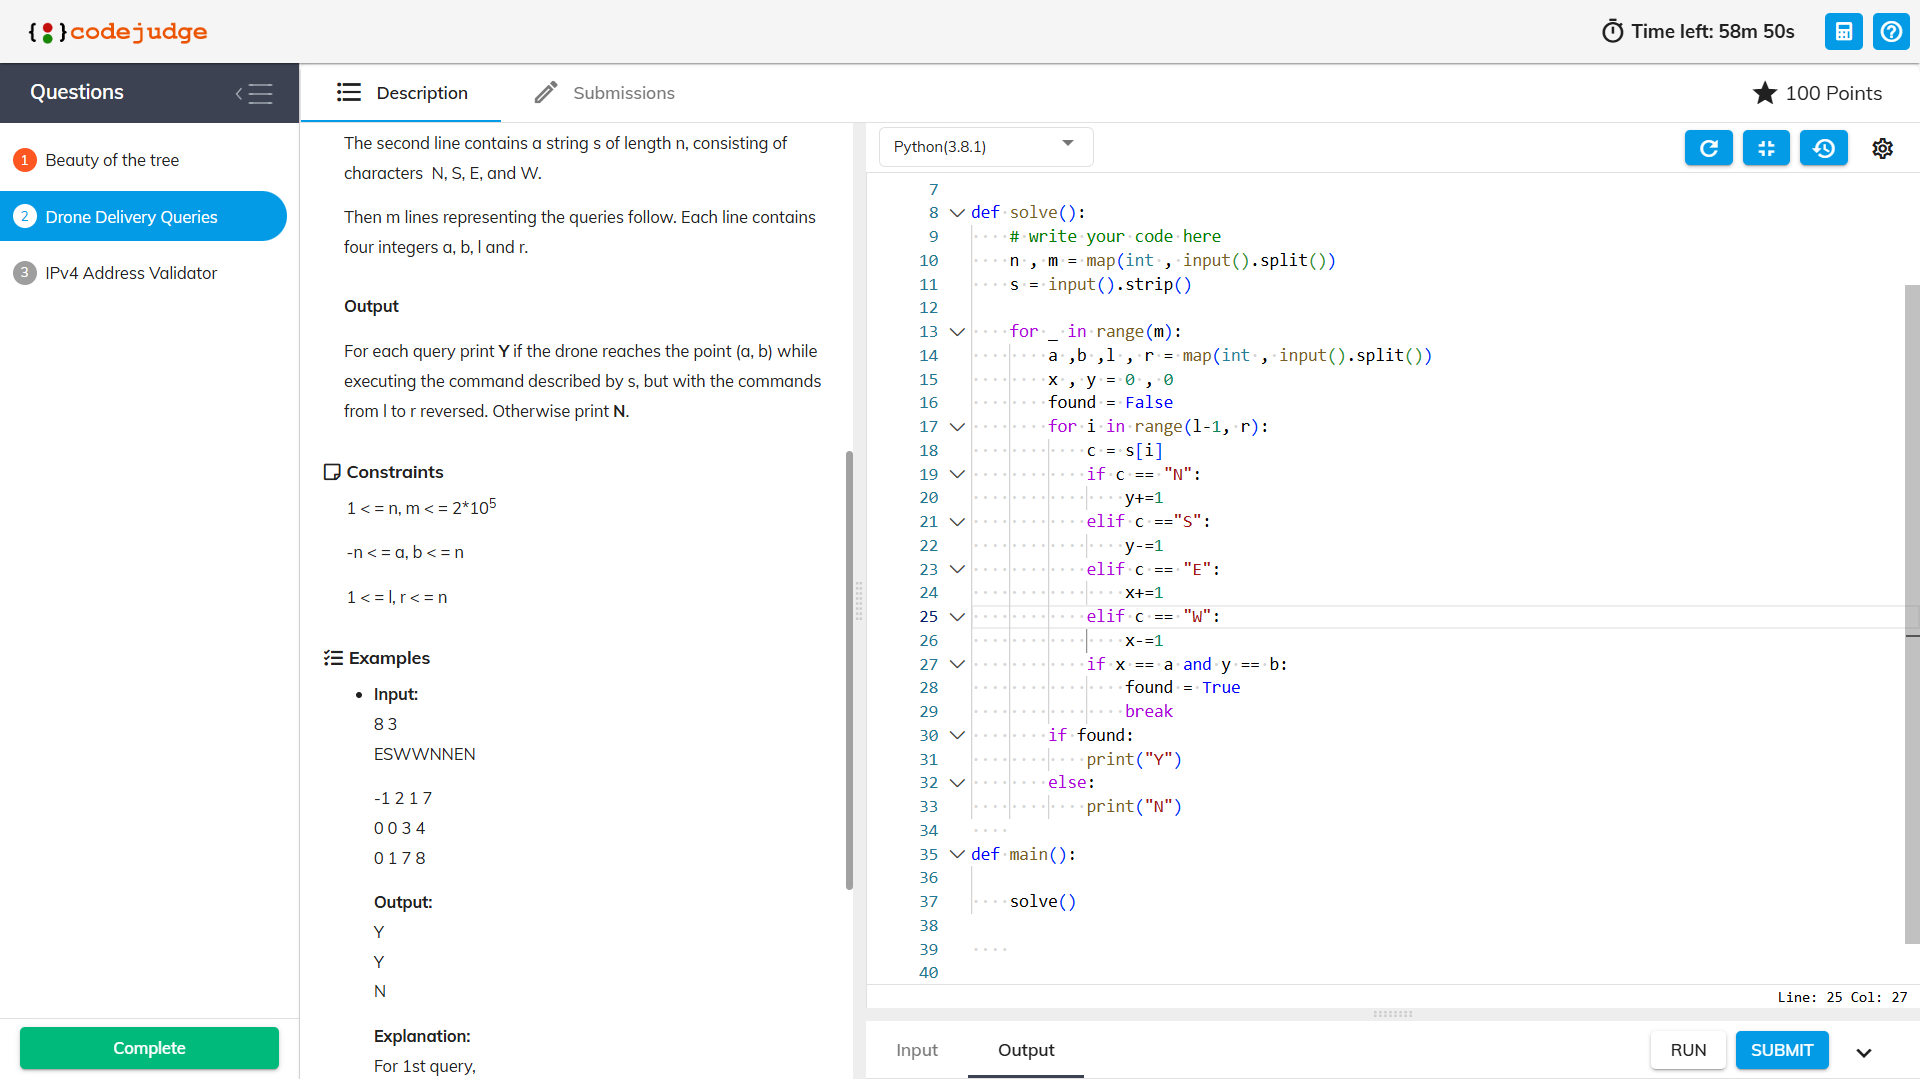 { } codejudge
Time left: 58m 50s
Questions
Description
Submissions
100 Points
1 Beauty of the tree
2 Drone Delivery Queries
3 IPv4 Address Validator
Complete
The second line contains a string s of length n, consisting of
characters  N, S, E, and W.
Then m lines representing the queries follow. Each line contains
four integers a, b, l and r.
Output
For each query print Y if the drone reaches the point (a, b) while
executing the command described by s, but with the commands
from l to r reversed. Otherwise print N.
Constraints
1 < = n, m < = 2*10⁵
-n < = a, b < = n
1 < = l, r < = n
Examples
• Input:
8 3
ESWWNNEN
-1 2 1 7
0 0 3 4
0 1 7 8
Output:
Y
Y
N
Explanation:
For 1st query,
Python(3.8.1)
7
8 def solve():
9     # write your code here
10     n , m = map(int , input().split())
11     s = input().strip()
12
13     for _ in range(m):
14         a ,b ,l , r = map(int , input().split())
15         x , y = 0 , 0
16         found = False
17         for i in range(l-1, r):
18             c = s[i]
19             if c == "N":
20                 y+=1
21             elif c =="S":
22                 y-=1
23             elif c == "E":
24                 x+=1
25             elif c == "W":
26                 x-=1
27             if x == a and y == b:
28                 found = True
29                 break
30         if found:
31             print("Y")
32         else:
33             print("N")
34
35 def main():
36
37     solve()
38
39
40
Line: 25 Col: 27
Input
Output
RUN
SUBMIT